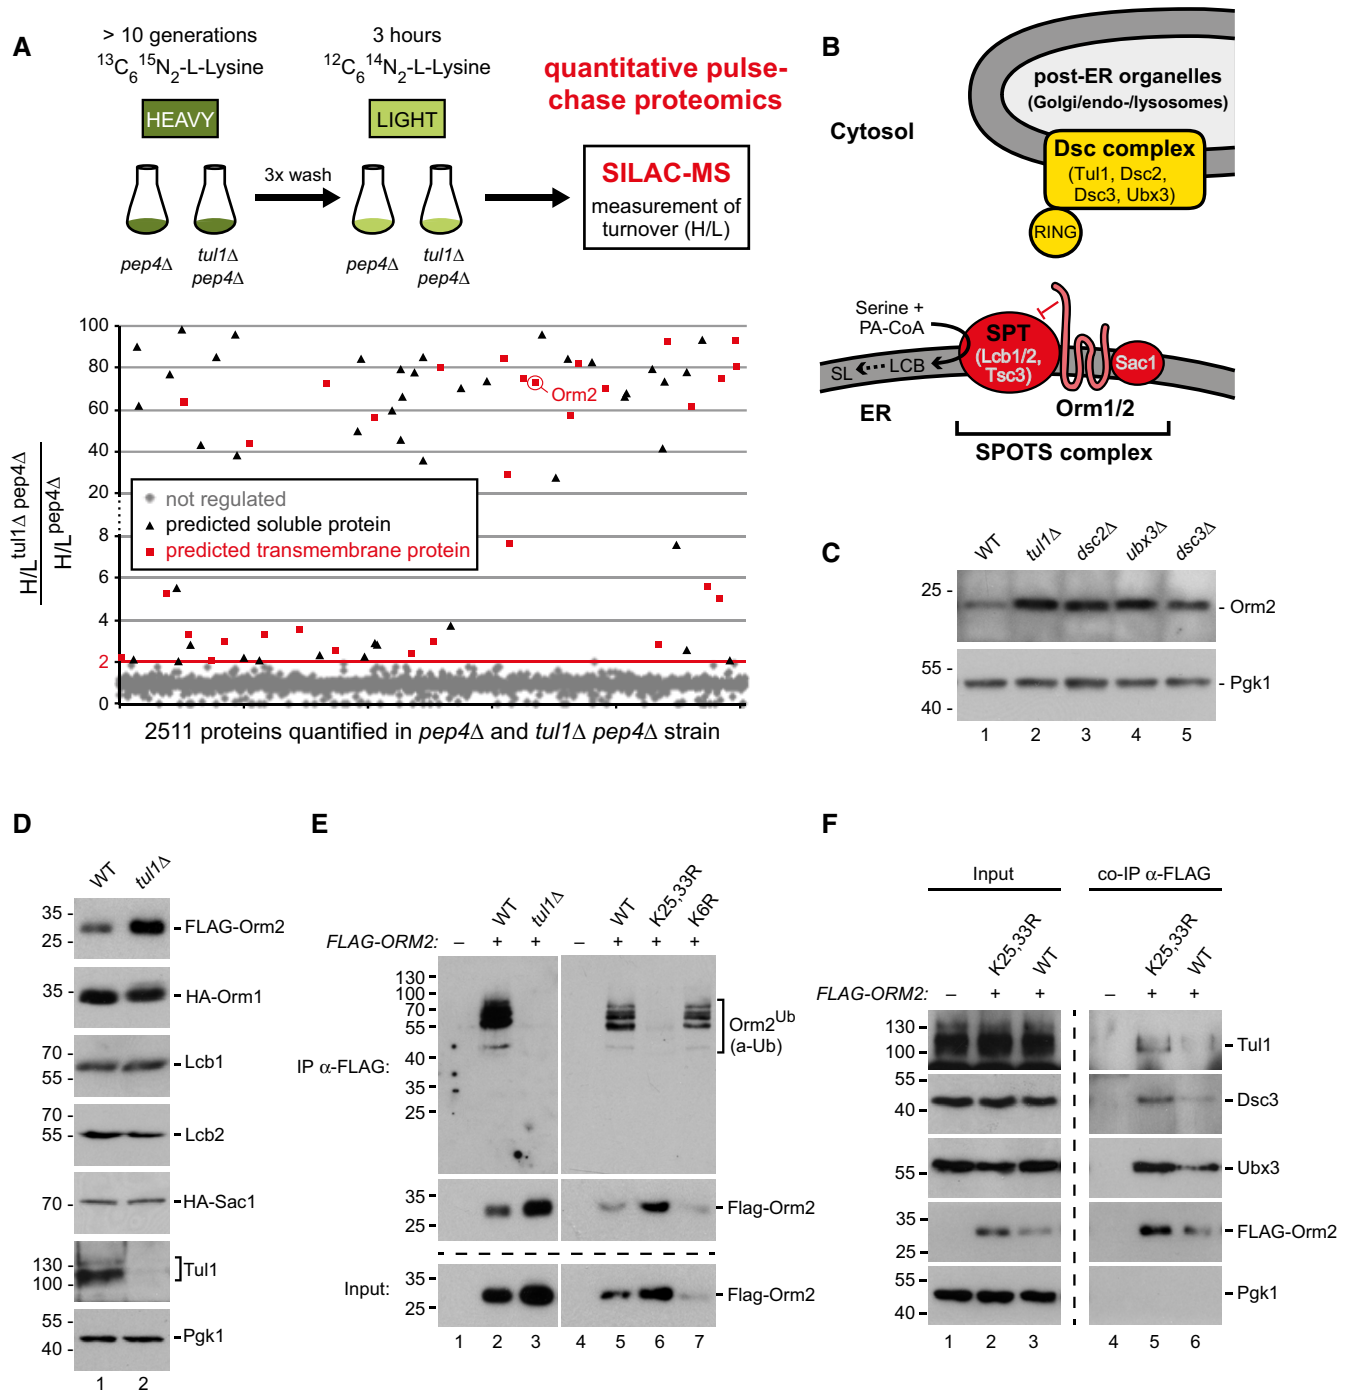 A
> 10 generations
13C6 15N2-L-Lysine
HEAVY
3 hours
12C6 14N2-L-Lysine
LIGHT
3x wash
pep4Δ
tul1Δ
pep4Δ
pep4Δ
tul1Δ
pep4Δ
quantitative pulse-
chase proteomics
SILAC-MS
measurement of
turnover (H/L)
H/L tul1Δ pep4Δ
H/L pep4Δ
100
80
60
40
20
8
6
4
2
0
Orm2
not regulated
predicted soluble protein
predicted transmembrane protein
2511 proteins quantified in pep4Δ and tul1Δ pep4Δ strain
B
post-ER organelles
(Golgi/endo-/lysosomes)
Cytosol
Dsc complex
(Tul1, Dsc2,
Dsc3, Ubx3)
RING
Serine +
PA-CoA
SPT
(Lcb1/2,
Tsc3)
Sac1
SL
LCB
ER
Orm1/2
SPOTS complex
C
WT
tul1Δ
dsc2Δ
ubx3Δ
dsc3Δ
25 -
- Orm2
55 -
40 -
- Pgk1
1 2 3 4 5
D
WT
tul1Δ
35
25
FLAG-Orm2
35
HA-Orm1
70
55
Lcb1
70
55
Lcb2
70
HA-Sac1
130
100
Tul1
55
40
Pgk1
1 2
E
WT
tul1Δ
WT
K25,33R
K6R
FLAG-ORM2: – + + – + + +
IP α-FLAG:
130
100
70
55
40
35
25
Orm2Ub
(a-Ub)
35
25
Flag-Orm2
Input:
35
25
Flag-Orm2
1 2 3 4 5 6 7
F
Input
co-IP α-FLAG
K25,33R
WT
K25,33R
WT
FLAG-ORM2: – + + – + +
130
100
Tul1
55
40
Dsc3
55
Ubx3
35
25
FLAG-Orm2
55
40
Pgk1
1 2 3 4 5 6